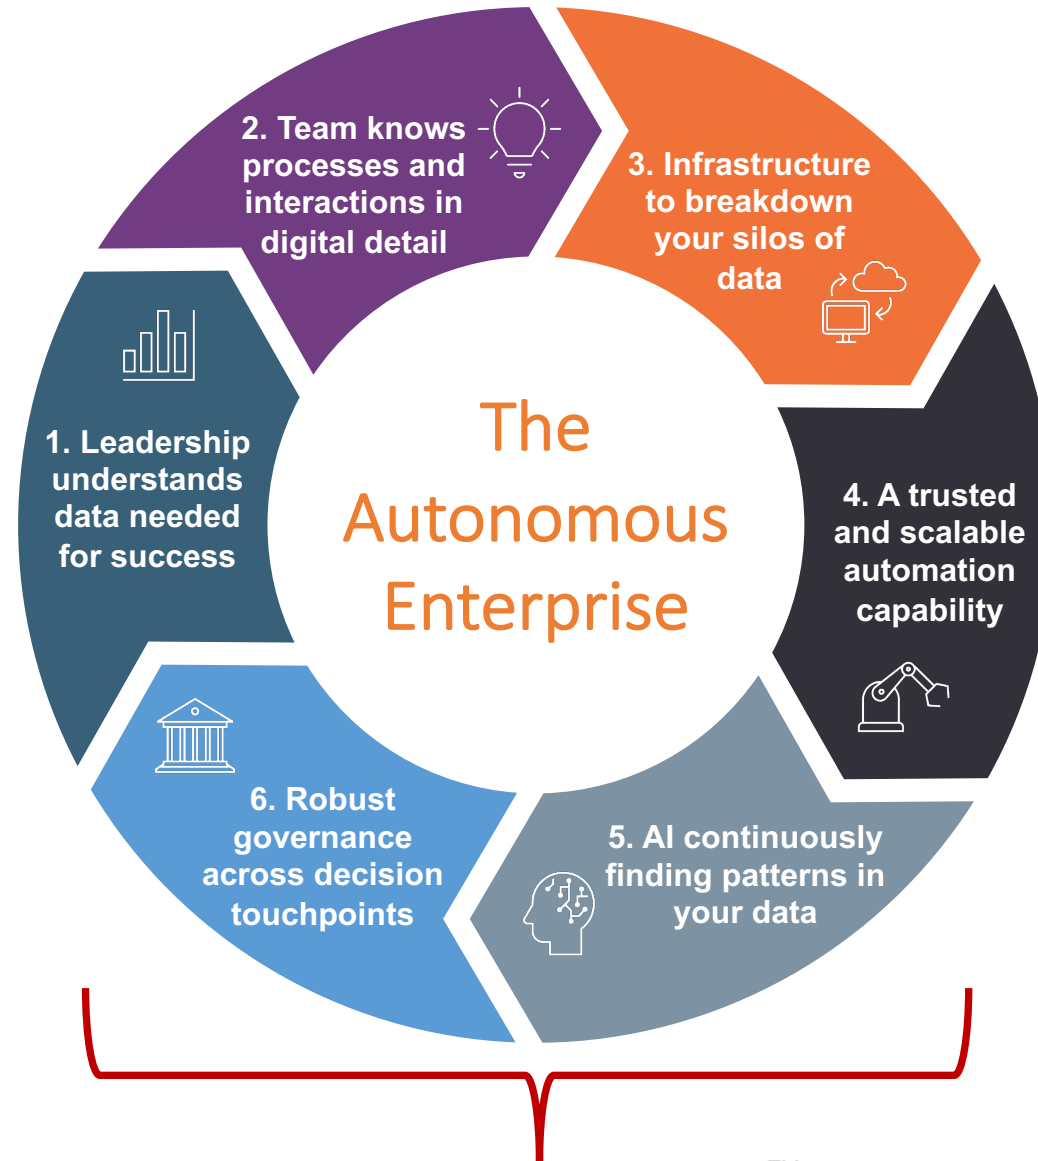 The
Autonomous
Enterprise
1. Leadership
understands
data needed
for success
2. Team knows
processes and
interactions in
digital detail
3. Infrastructure
to breakdown
your silos of
data
4. A trusted
and scalable
automation
capability
5. AI continuously
finding patterns in
your data
6. Robust
governance
across decision
touchpoints